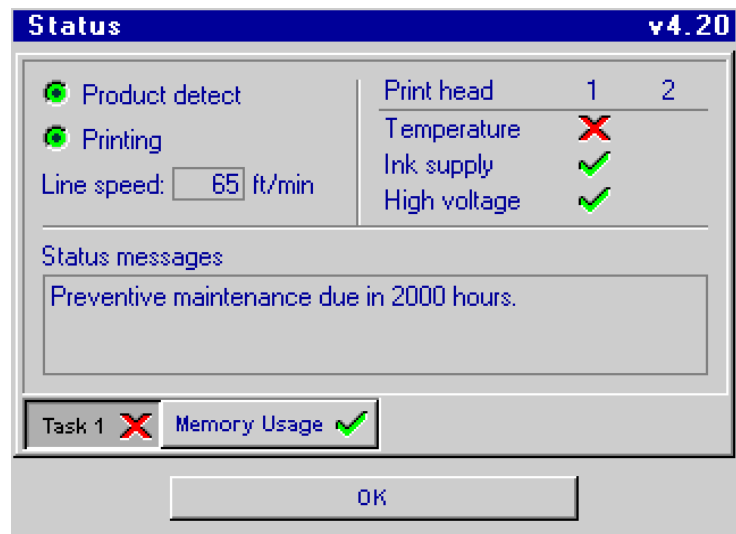 Status v4.20
Product detect
Printing
Line speed: 65 ft/min
Print head 1 2
Temperature
Ink supply
High voltage
Status messages
Preventive maintenance due in 2000 hours.
Task 1 Memory Usage
OK